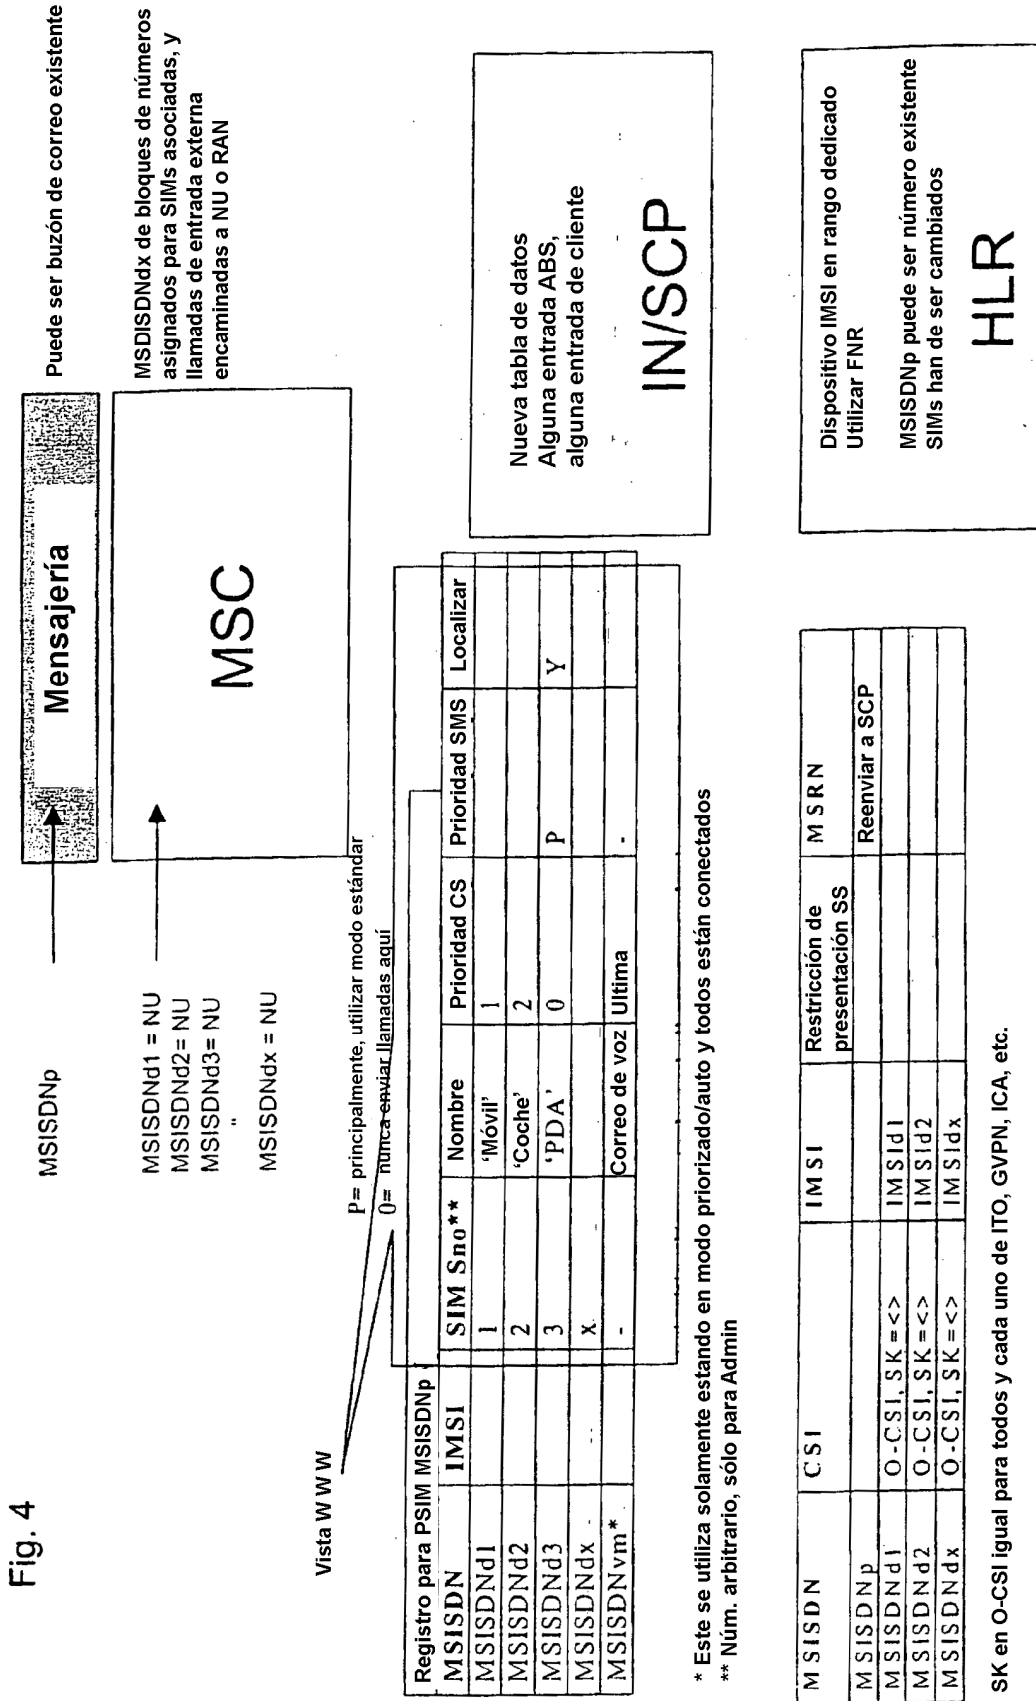 Fig. 4
MSISDNp
Mensajería
Puede ser buzón de correo existente
MSISDNd1 = NU
MSISDNd2= NU
MSISDNd3= NU
"
MSISDNdx = NU
MSC
MSDISDNdx de bloques de números
asignados para SIMs asociadas, y
llamadas de entrada externa
encaminadas a NU o RAN
Vista W W W
P= principalmente, utilizar modo estándar
0= nunca enviar llamadas aquí
Registro para PSIM MSISDNp
MSISDN IMSI SIM Sno** Nombre Prioridad CS Prioridad SMS Localizar
MSISDNd1 1 'Móvil' 1
MSISDNd2 2 'Coche' 2
MSISDNd3 3 'PDA' 0 P Y
MSISDNdx x
MSISDNvm* - Correo de voz Ultima -
Nueva tabla de datos
Alguna entrada ABS,
alguna entrada de cliente
IN/SCP
* Este se utiliza solamente estando en modo priorizado/auto y todos están conectados
** Núm. arbitrario, sólo para Admin
MSISDN CSI IMSI Restricción de presentación SS MSRN
MSISDNp Reenviar a SCP
MSISDNd1 O-CSI, SK=<> IMSId1
MSISDNd2 O-CSI, SK=<> IMSId2
MSISDNdx O-CSI, SK=<> IMSIdx
Dispositivo IMSI en rango dedicado
Utilizar FNR
MSISDNp puede ser número existente
SIMs han de ser cambiados
HLR
SK en O-CSI igual para todos y cada uno de ITO, GVPN, ICA, etc.